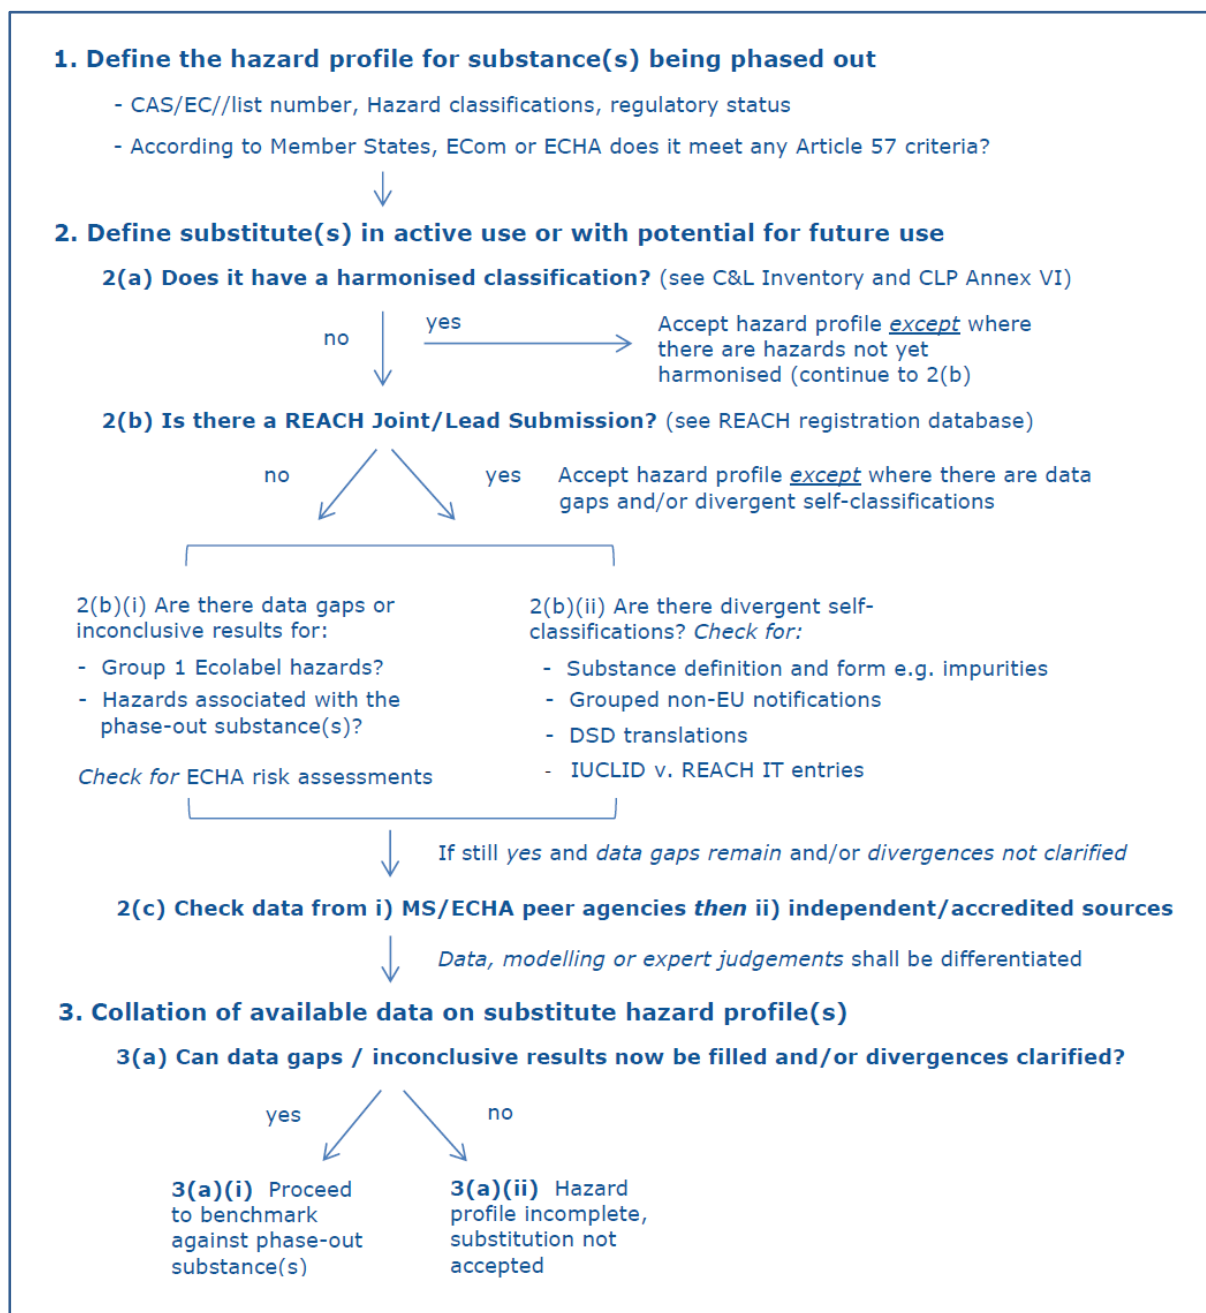 1. Define the hazard profile for substance(s) being phased out
- CAS/EC//list number, Hazard classifications, regulatory status
- According to Member States, ECom or ECHA does it meet any Article 57 criteria?
2. Define substitute(s) in active use or with potential for future use
2(a) Does it have a harmonised classification? (see C&L Inventory and CLP Annex VI)
no
yes
Accept hazard profile except where
there are hazards not yet
harmonised (continue to 2(b)
2(b) Is there a REACH Joint/Lead Submission? (see REACH registration database)
no
yes
Accept hazard profile except where there are data
gaps and/or divergent self-classifications
2(b)(i) Are there data gaps or
inconclusive results for:
- Group 1 Ecolabel hazards?
- Hazards associated with the
phase-out substance(s)?
Check for ECHA risk assessments
2(b)(ii) Are there divergent self-
classifications? Check for:
- Substance definition and form e.g. impurities
- Grouped non-EU notifications
- DSD translations
- IUCLID v. REACH IT entries
If still yes and data gaps remain and/or divergences not clarified
2(c) Check data from i) MS/ECHA peer agencies then ii) independent/accredited sources
Data, modelling or expert judgements shall be differentiated
3. Collation of available data on substitute hazard profile(s)
3(a) Can data gaps / inconclusive results now be filled and/or divergences clarified?
yes
no
3(a)(i) Proceed
to benchmark
against phase-out
substance(s)
3(a)(ii) Hazard
profile incomplete,
substitution not
accepted